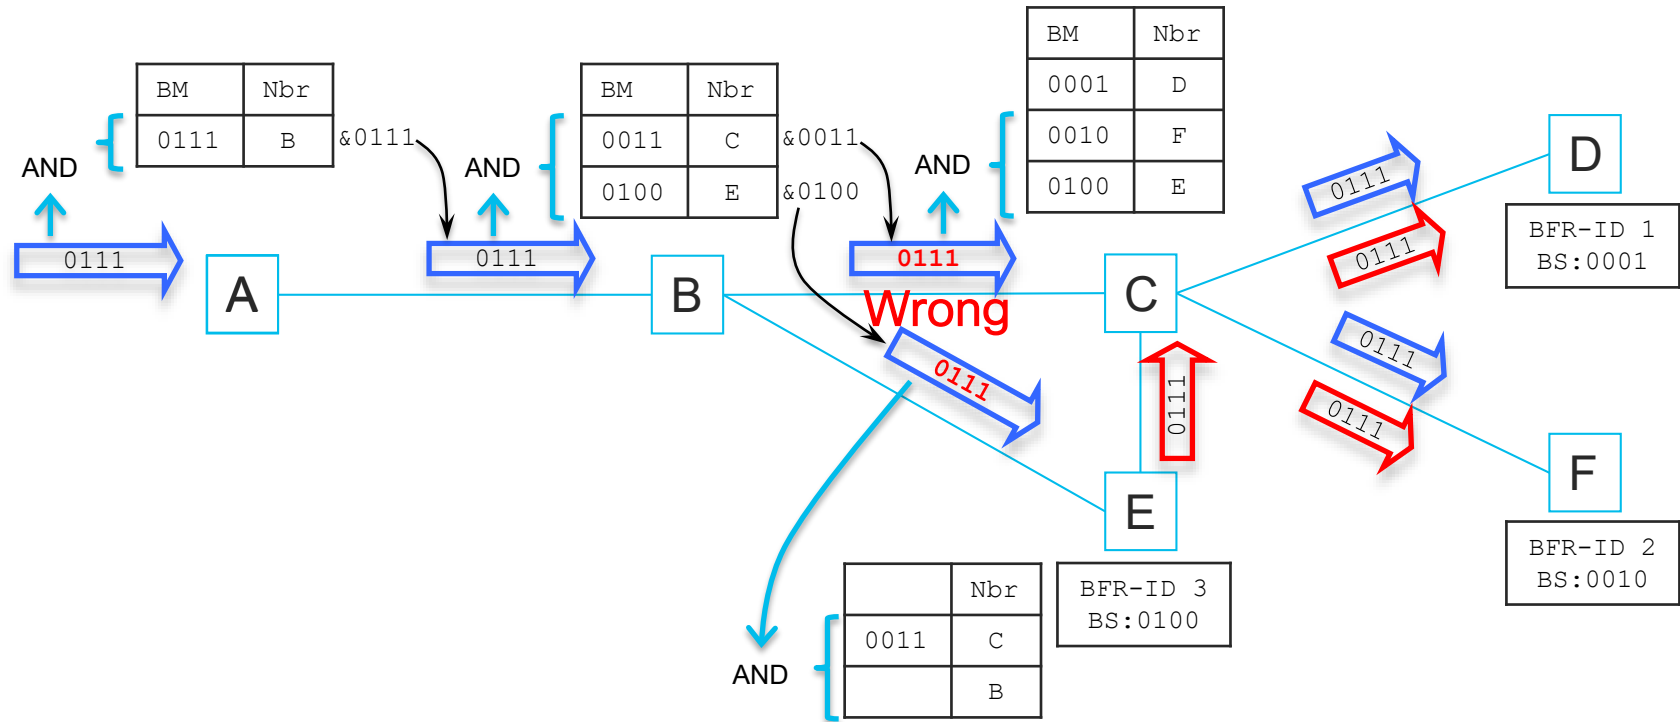 BM Nbr
0001 D
0010 F
0100 E
BM Nbr
0111 B
&0111
BM Nbr
0011 C
0100 E
&0011
&0100
AND
AND
AND
0111
0111
0111
Wrong
0111
A
B
C
D
BFR-ID 1
BS:0001
0111
0111
0111
0111
0111
E
BFR-ID 3
BS:0100
F
BFR-ID 2
BS:0010
Nbr
0011 C
B
AND